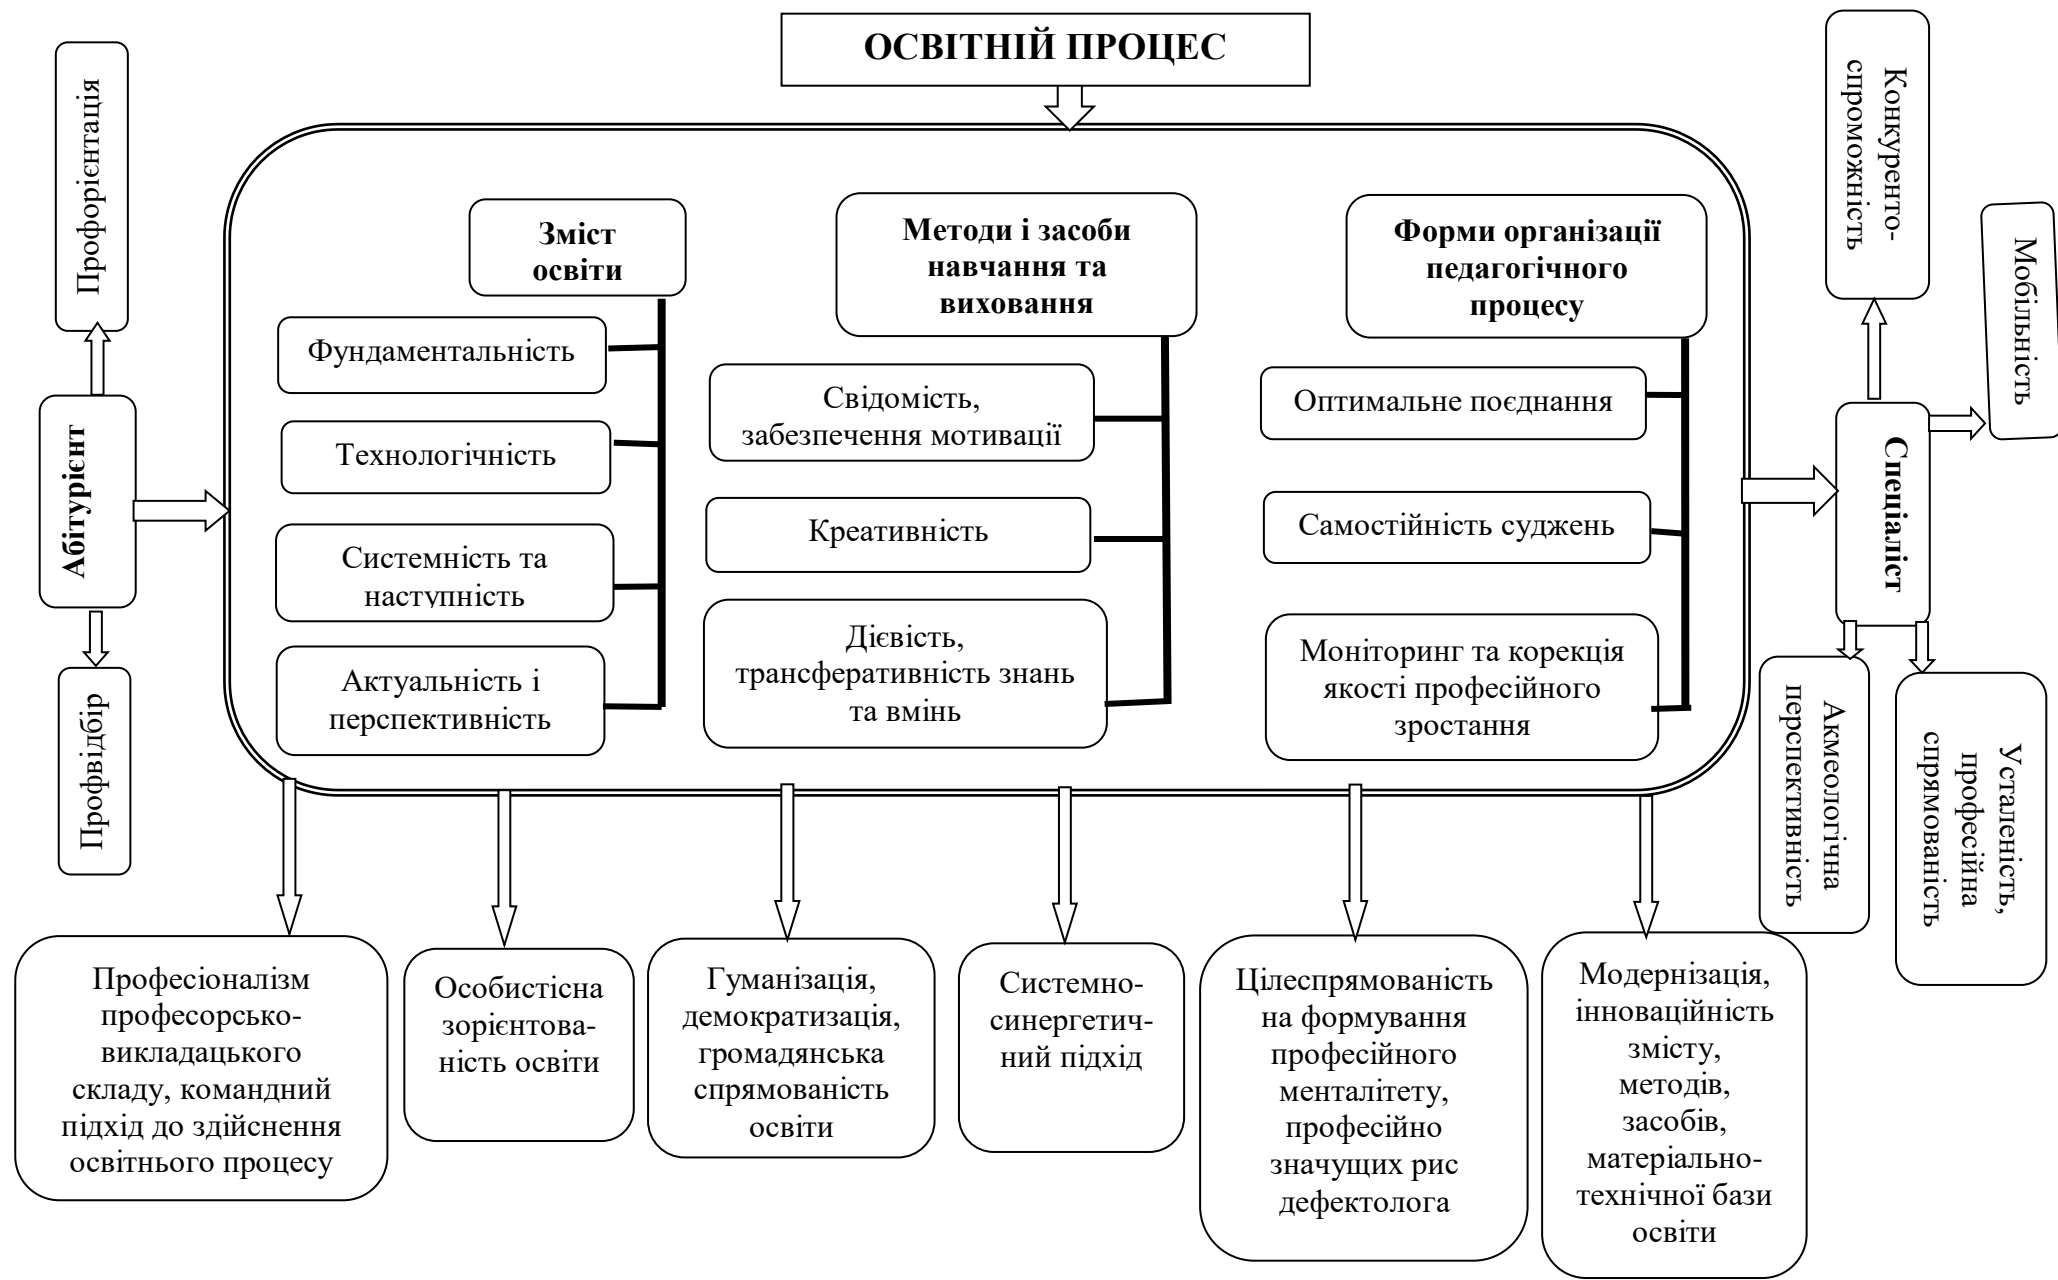 ОСВІТНІЙ ПРОЦЕС
Профорієнтація
Абітурієнт
Профвідбір
Зміст
освіти
Фундаментальність
Технологічність
Системність та
наступність
Актуальність і
перспективність
Методи і засоби
навчання та
виховання
Свідомість,
забезпечення мотивації
Креативність
Дієвість,
трансферативність знань
та вмінь
Форми організації
педагогічного
процесу
Оптимальне поєднання
Самостійність суджень
Моніторинг та корекція
якості професійного
зростання
Конкуренто-
спроможність
Мобільність
Спеціаліст
Акмеологічна
перспективність
Усталеність,
професійна
спрямованість
Професіоналізм
професорсько-
викладацького
складу, командний
підхід до здійснення
освітнього процесу
Особистісна
зорієнтова-
ність освіти
Гуманізація,
демократизація,
громадянська
спрямованість
освіти
Системно-
синергетич-
ний підхід
Цілеспрямованість
на формування
професійного
менталітету,
професійно
значущих рис
дефектолога
Модернізація,
інноваційність
змісту,
методів,
засобів,
матеріально-
технічної бази
освіти